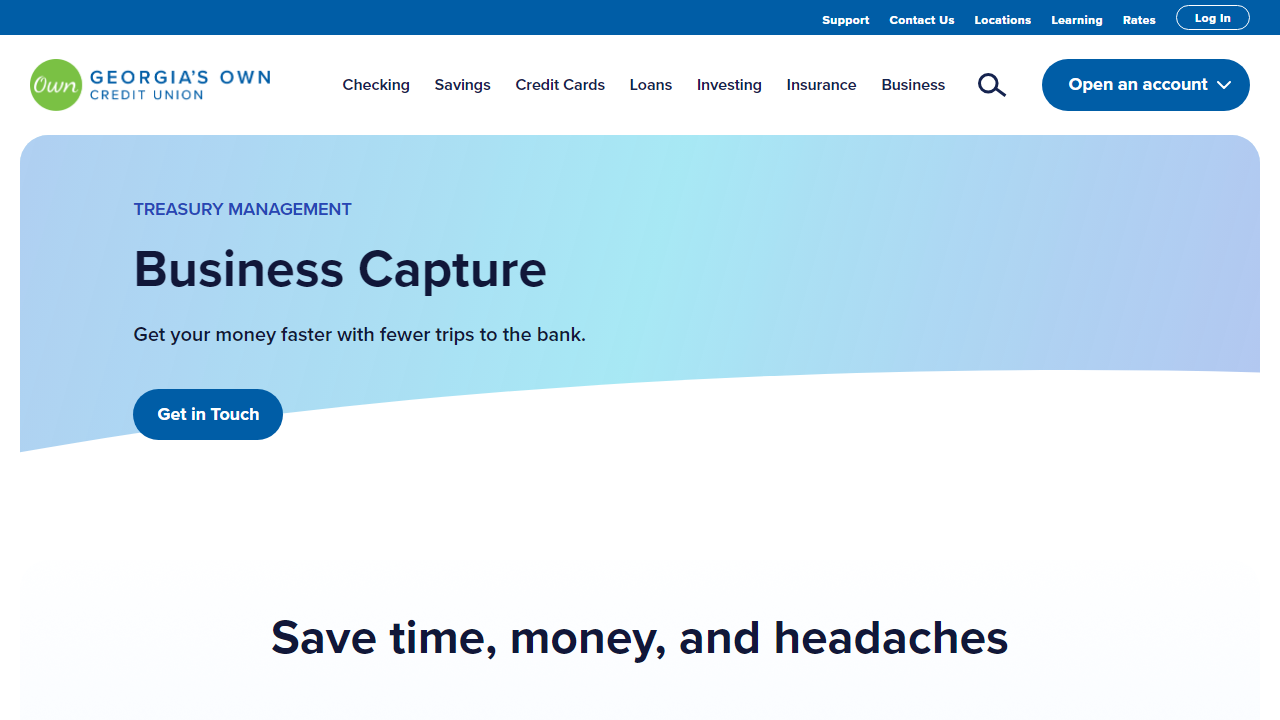 Support Contact Us Locations Learning Rates Log In
Own GEORGIA'S OWN
CREDIT UNION
Checking Savings Credit Cards Loans Investing Insurance Business Open an account
TREASURY MANAGEMENT
Business Capture
Get your money faster with fewer trips to the bank.
Get in Touch
Save time, money, and headaches